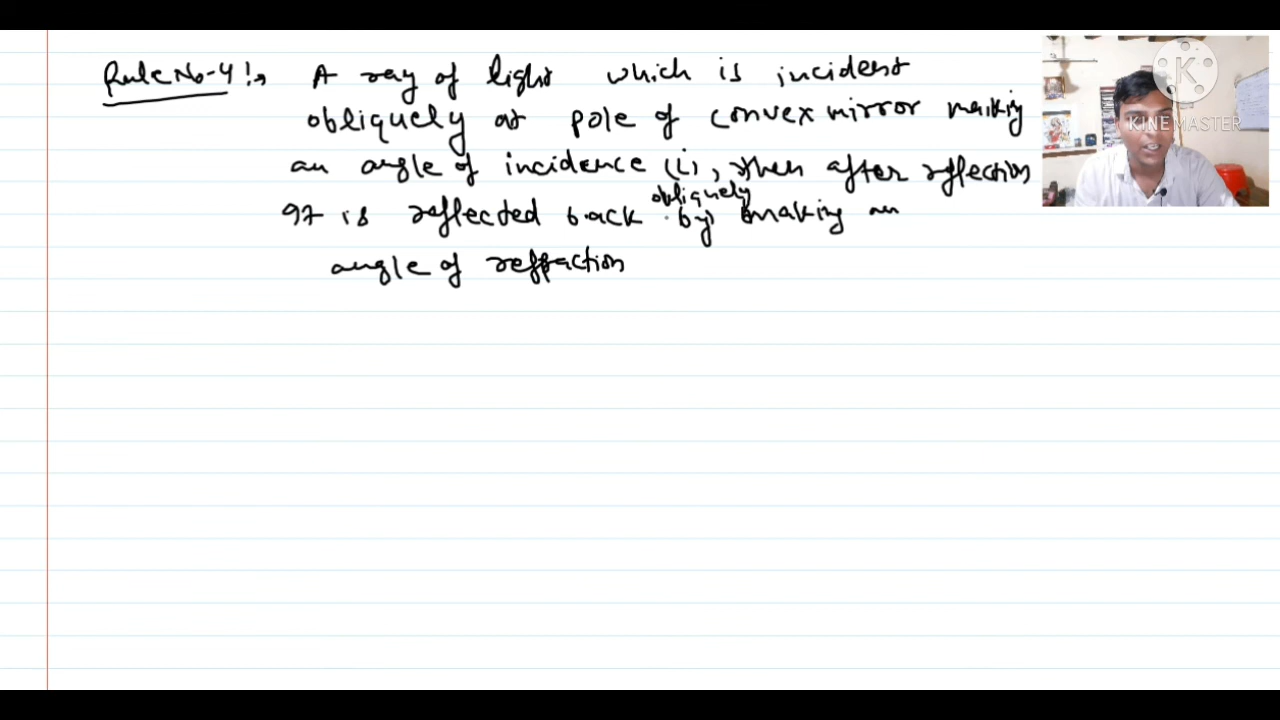 Rule No-4 !→ A ray of light which is incident
obliquely at pole of convex mirror making
an angle of incidence (i), then after reflection
obliquely
It is reflected back by making an
angle of refraction
KINEMASTER